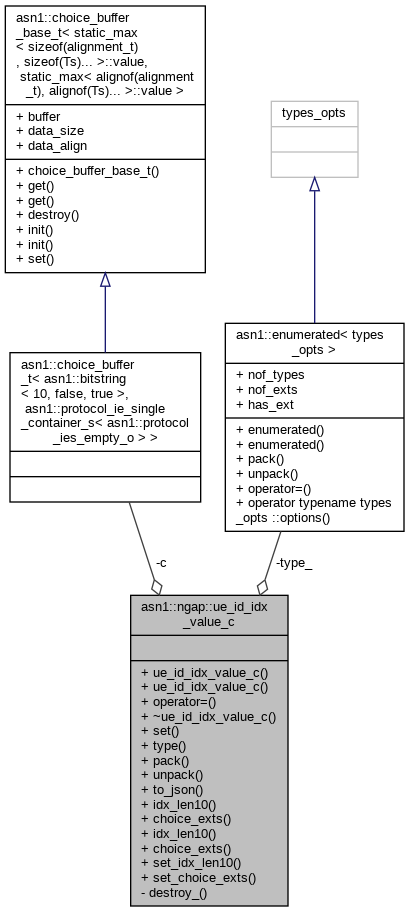 asn1::choice_buffer
_base_t< static_max
< sizeof(alignment_t)
, sizeof(Ts)... >::value,
static_max< alignof(alignment
_t), alignof(Ts)... >::value >
+ buffer
+ data_size
+ data_align
+ choice_buffer_base_t()
+ get()
+ get()
+ destroy()
+ init()
+ init()
+ set()
types_opts
asn1::choice_buffer
_t< asn1::bitstring
< 10, false, true >,
asn1::protocol_ie_single
_container_s< asn1::protocol
_ies_empty_o > >
asn1::enumerated< types
_opts >
+ nof_types
+ nof_exts
+ has_ext
+ enumerated()
+ enumerated()
+ pack()
+ unpack()
+ operator=()
+ operator typename types
_opts ::options()
-c
-type_
asn1::ngap::ue_id_idx
_value_c
+ ue_id_idx_value_c()
+ ue_id_idx_value_c()
+ operator=()
+ ~ue_id_idx_value_c()
+ set()
+ type()
+ pack()
+ unpack()
+ to_json()
+ idx_len10()
+ choice_exts()
+ idx_len10()
+ choice_exts()
+ set_idx_len10()
+ set_choice_exts()
- destroy_()